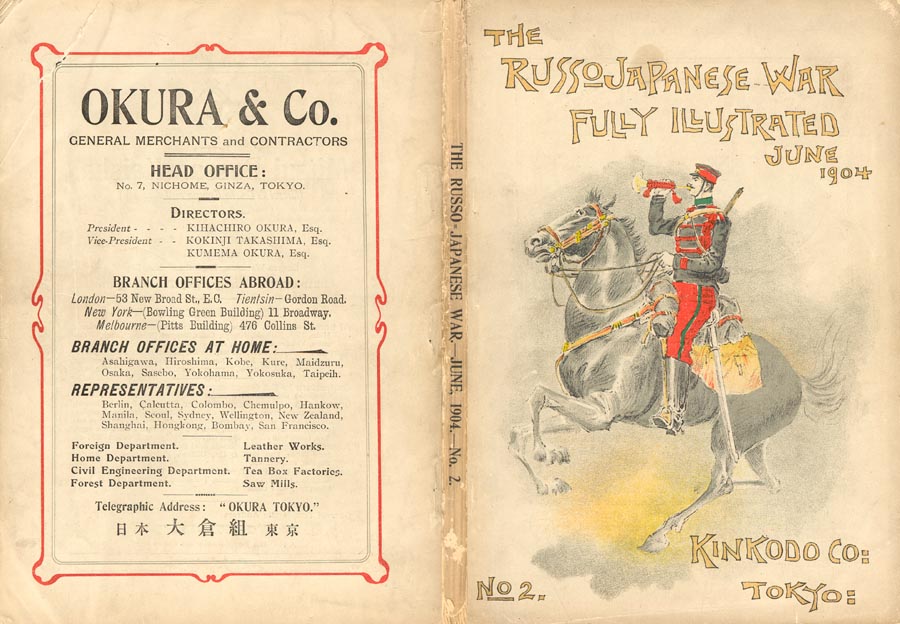 OKURA & Co.
GENERAL MERCHANTS and CONTRACTORS
HEAD OFFICE:
No. 7, NICHOME, GINZA, TOKYO.
DIRECTORS.
President - - - - KIHACHIRO OKURA, Esq.
Vice-President - - KOKINJI TAKASHIMA, Esq.
KUMEMA OKURA, Esq.
BRANCH OFFICES ABROAD:
London—53 New Broad St., E.C. Tientsin—Gordon Road.
New York—(Bowling Green Building) 11 Broadway.
Melbourne—(Pitts Building) 476 Collins St.
BRANCH OFFICES AT HOME:
Asahigawa, Hiroshima, Kobe, Kure, Maidzuru,
Osaka, Sasebo, Yokohama, Yokosuka, Taipeih.
REPRESENTATIVES:
Berlin, Calcutta, Colombo, Chemulpo, Hankow,
Manila, Seoul, Sydney, Wellington, New Zealand,
Shanghai, Hongkong, Bombay, San Francisco.
Foreign Department. Leather Works.
Home Department. Tannery.
Civil Engineering Department. Tea Box Factories.
Forest Department. Saw Mills.
Telegraphic Address: "OKURA TOKYO."
日本 大倉組 東京
THE RUSSO-JAPANESE WAR.—JUNE, 1904.—No. 2.
THE
RUSSO JAPANESE WAR
FULLY ILLUSTRATED
JUNE
1904
KINKODO CO:
No 2. TOKYO: